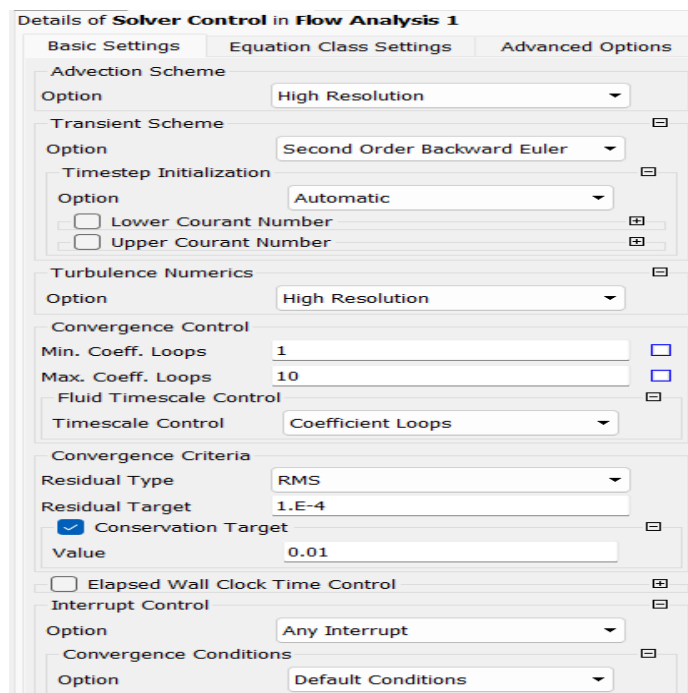 Details of Solver Control in Flow Analysis 1
Basic Settings Equation Class Settings Advanced Options
Advection Scheme
Option High Resolution
Transient Scheme
Option Second Order Backward Euler
Timestep Initialization
Option Automatic
Lower Courant Number
Upper Courant Number
Turbulence Numerics
Option High Resolution
Convergence Control
Min. Coeff. Loops 1
Max. Coeff. Loops 10
Fluid Timescale Control
Timescale Control Coefficient Loops
Convergence Criteria
Residual Type RMS
Residual Target 1.E-4
Conservation Target
Value 0.01
Elapsed Wall Clock Time Control
Interrupt Control
Option Any Interrupt
Convergence Conditions
Option Default Conditions